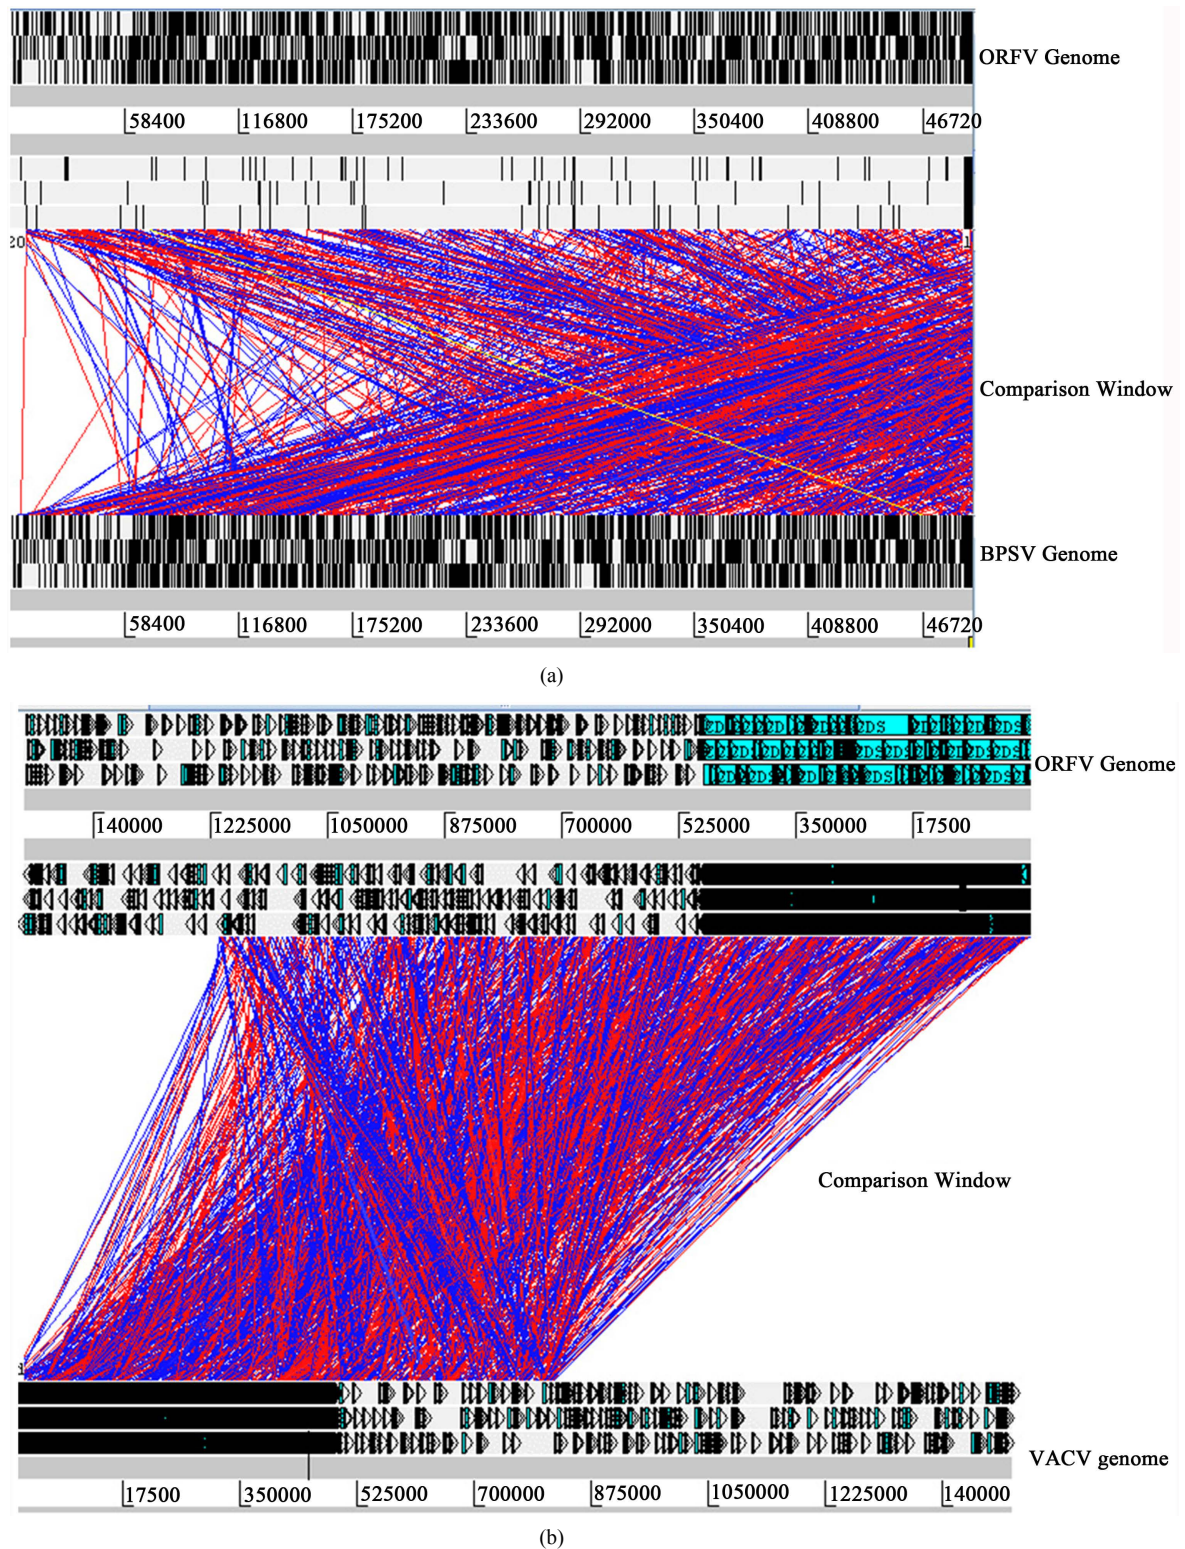 ORFV Genome
58400 116800 175200 233600 292000 350400 408800 46720
20 1
Comparison Window
BPSV Genome
58400 116800 175200 233600 292000 350400 408800 46720
(a)
ORFV Genome
140000 1225000 1050000 875000 700000 525000 350000 17500
Comparison Window
VACV genome
17500 350000 525000 700000 875000 1050000 1225000 140000
(b)